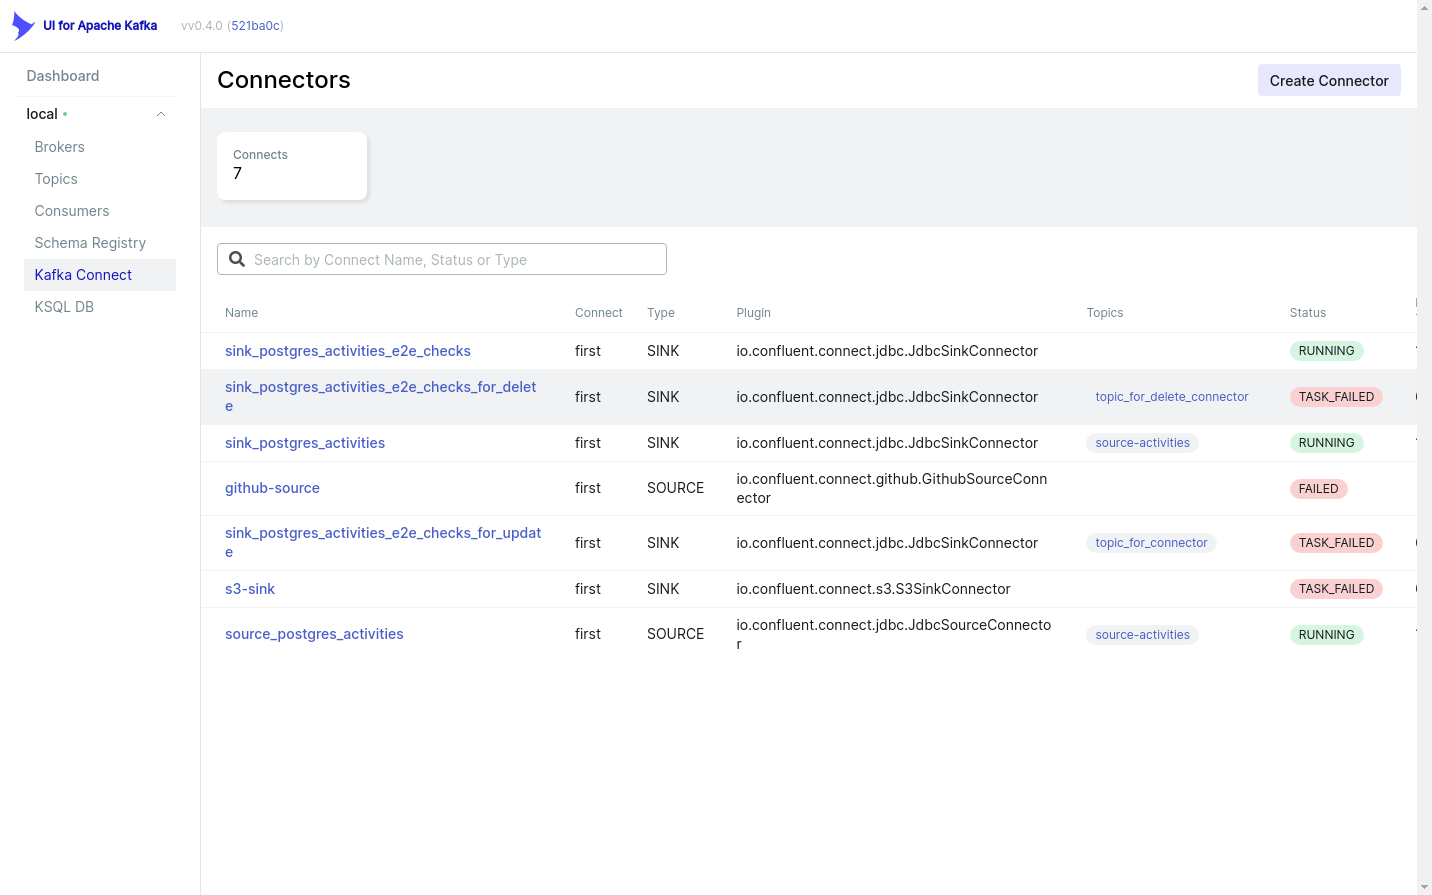 UI for Apache Kafka vv0.4.0 (521ba0c)
Dashboard
local
Brokers
Topics
Consumers
Schema Registry
Kafka Connect
KSQL DB
Connectors
Create Connector
Connects
7
Search by Connect Name, Status or Type
Name Connect Type Plugin Topics Status
sink_postgres_activities_e2e_checks first SINK io.confluent.connect.jdbc.JdbcSinkConnector RUNNING
sink_postgres_activities_e2e_checks_for_delet
e
first SINK io.confluent.connect.jdbc.JdbcSinkConnector topic_for_delete_connector TASK_FAILED
sink_postgres_activities first SINK io.confluent.connect.jdbc.JdbcSinkConnector source-activities RUNNING
github-source first SOURCE io.confluent.connect.github.GithubSourceConn
ector
FAILED
sink_postgres_activities_e2e_checks_for_updat
e
first SINK io.confluent.connect.jdbc.JdbcSinkConnector topic_for_connector TASK_FAILED
s3-sink first SINK io.confluent.connect.s3.S3SinkConnector TASK_FAILED
source_postgres_activities first SOURCE io.confluent.connect.jdbc.JdbcSourceConnecto
r
source-activities RUNNING